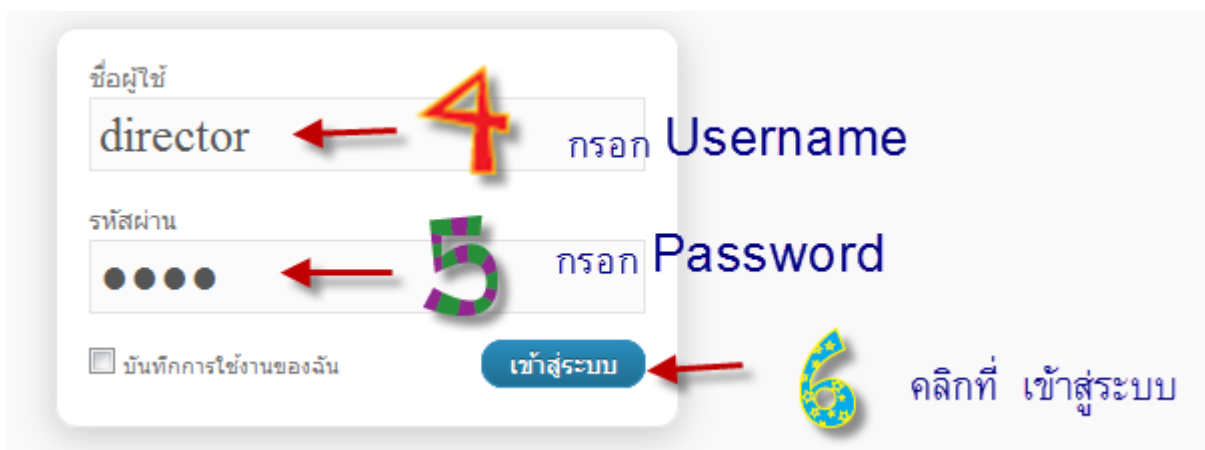 ชื่อผู้ใช้
director 4 กรอก Username
รหัสผ่าน
●●●● 5 กรอก Password
บันทึกการใช้งานของฉัน เข้าสู่ระบบ 6 คลิกที่ เข้าสู่ระบบ